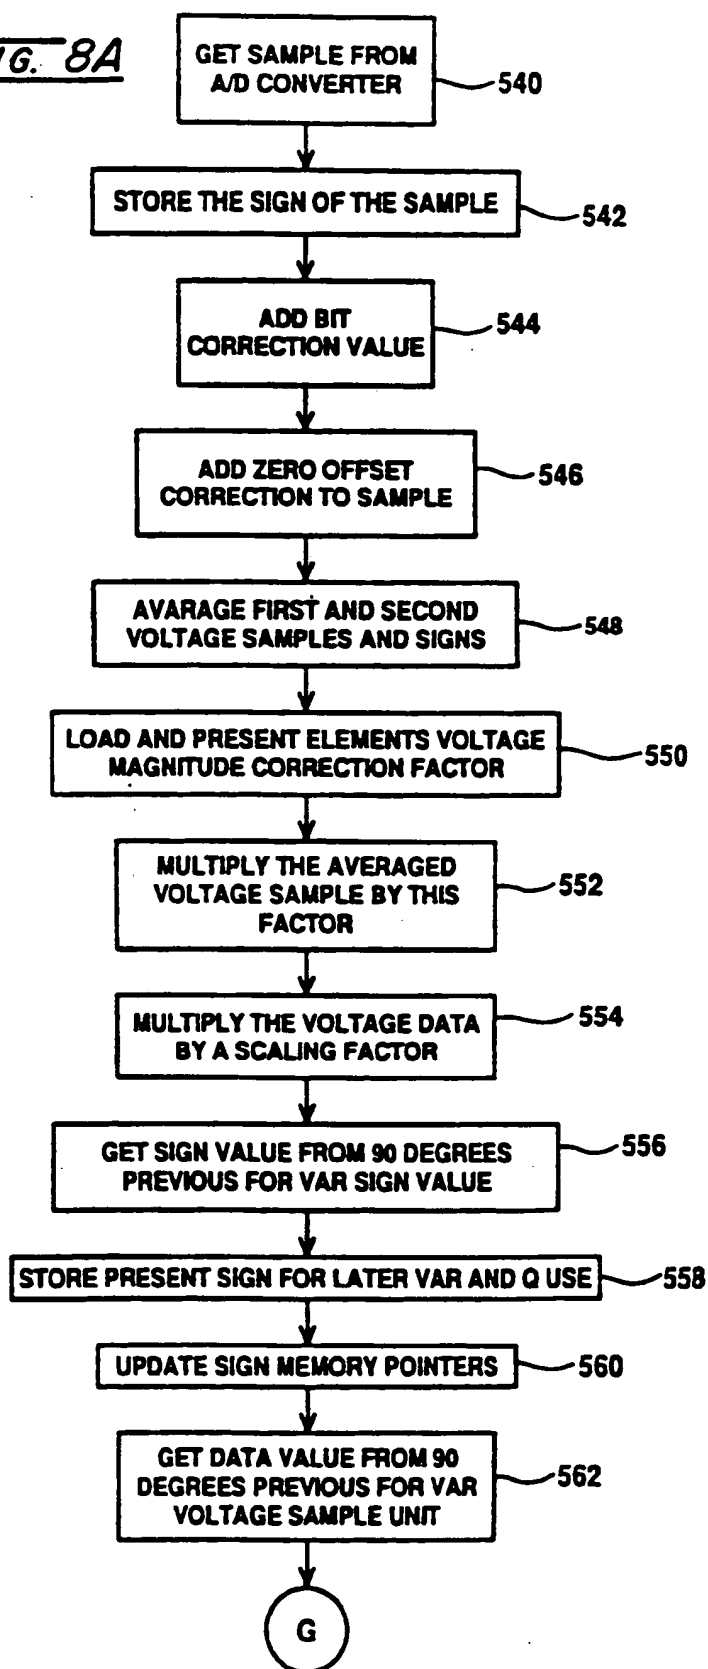 IG. 8A
GET SAMPLE FROM
A/D CONVERTER
540
STORE THE SIGN OF THE SAMPLE
542
ADD BIT
CORRECTION VALUE
544
ADD ZERO OFFSET
CORRECTION TO SAMPLE
546
AVARAGE FIRST AND SECOND
VOLTAGE SAMPLES AND SIGNS
548
LOAD AND PRESENT ELEMENTS VOLTAGE
MAGNITUDE CORRECTION FACTOR
550
MULTIPLY THE AVERAGED
VOLTAGE SAMPLE BY THIS
FACTOR
552
MULTIPLY THE VOLTAGE DATA
BY A SCALING FACTOR
554
GET SIGN VALUE FROM 90 DEGREES
PREVIOUS FOR VAR SIGN VALUE
556
STORE PRESENT SIGN FOR LATER VAR AND Q USE
558
UPDATE SIGN MEMORY POINTERS
560
GET DATA VALUE FROM 90
DEGREES PREVIOUS FOR VAR
VOLTAGE SAMPLE UNIT
562
G